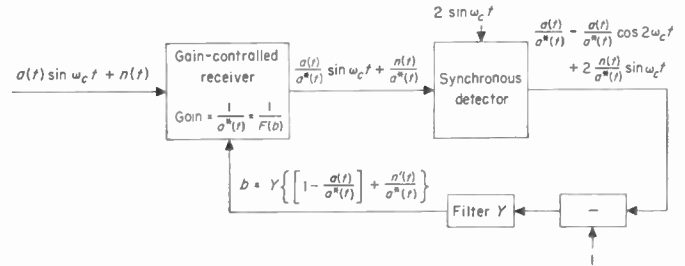 2 sin ω_c t
a(t)/a*(t) − a(t)/a*(t) cos 2ω_c t
+ 2 n(t)/a*(t) sin ω_c t
a(t) sin ω_c t + n(t)
Gain-controlled
receiver
Gain = 1/a*(t) = 1/F(b)
a(t)/a*(t) sin ω_c t + n(t)/a*(t)
Synchronous
detector
b = Y{[1 − a(t)/a*(t)] + n'(t)/a*(t)}
Filter Y
−
1